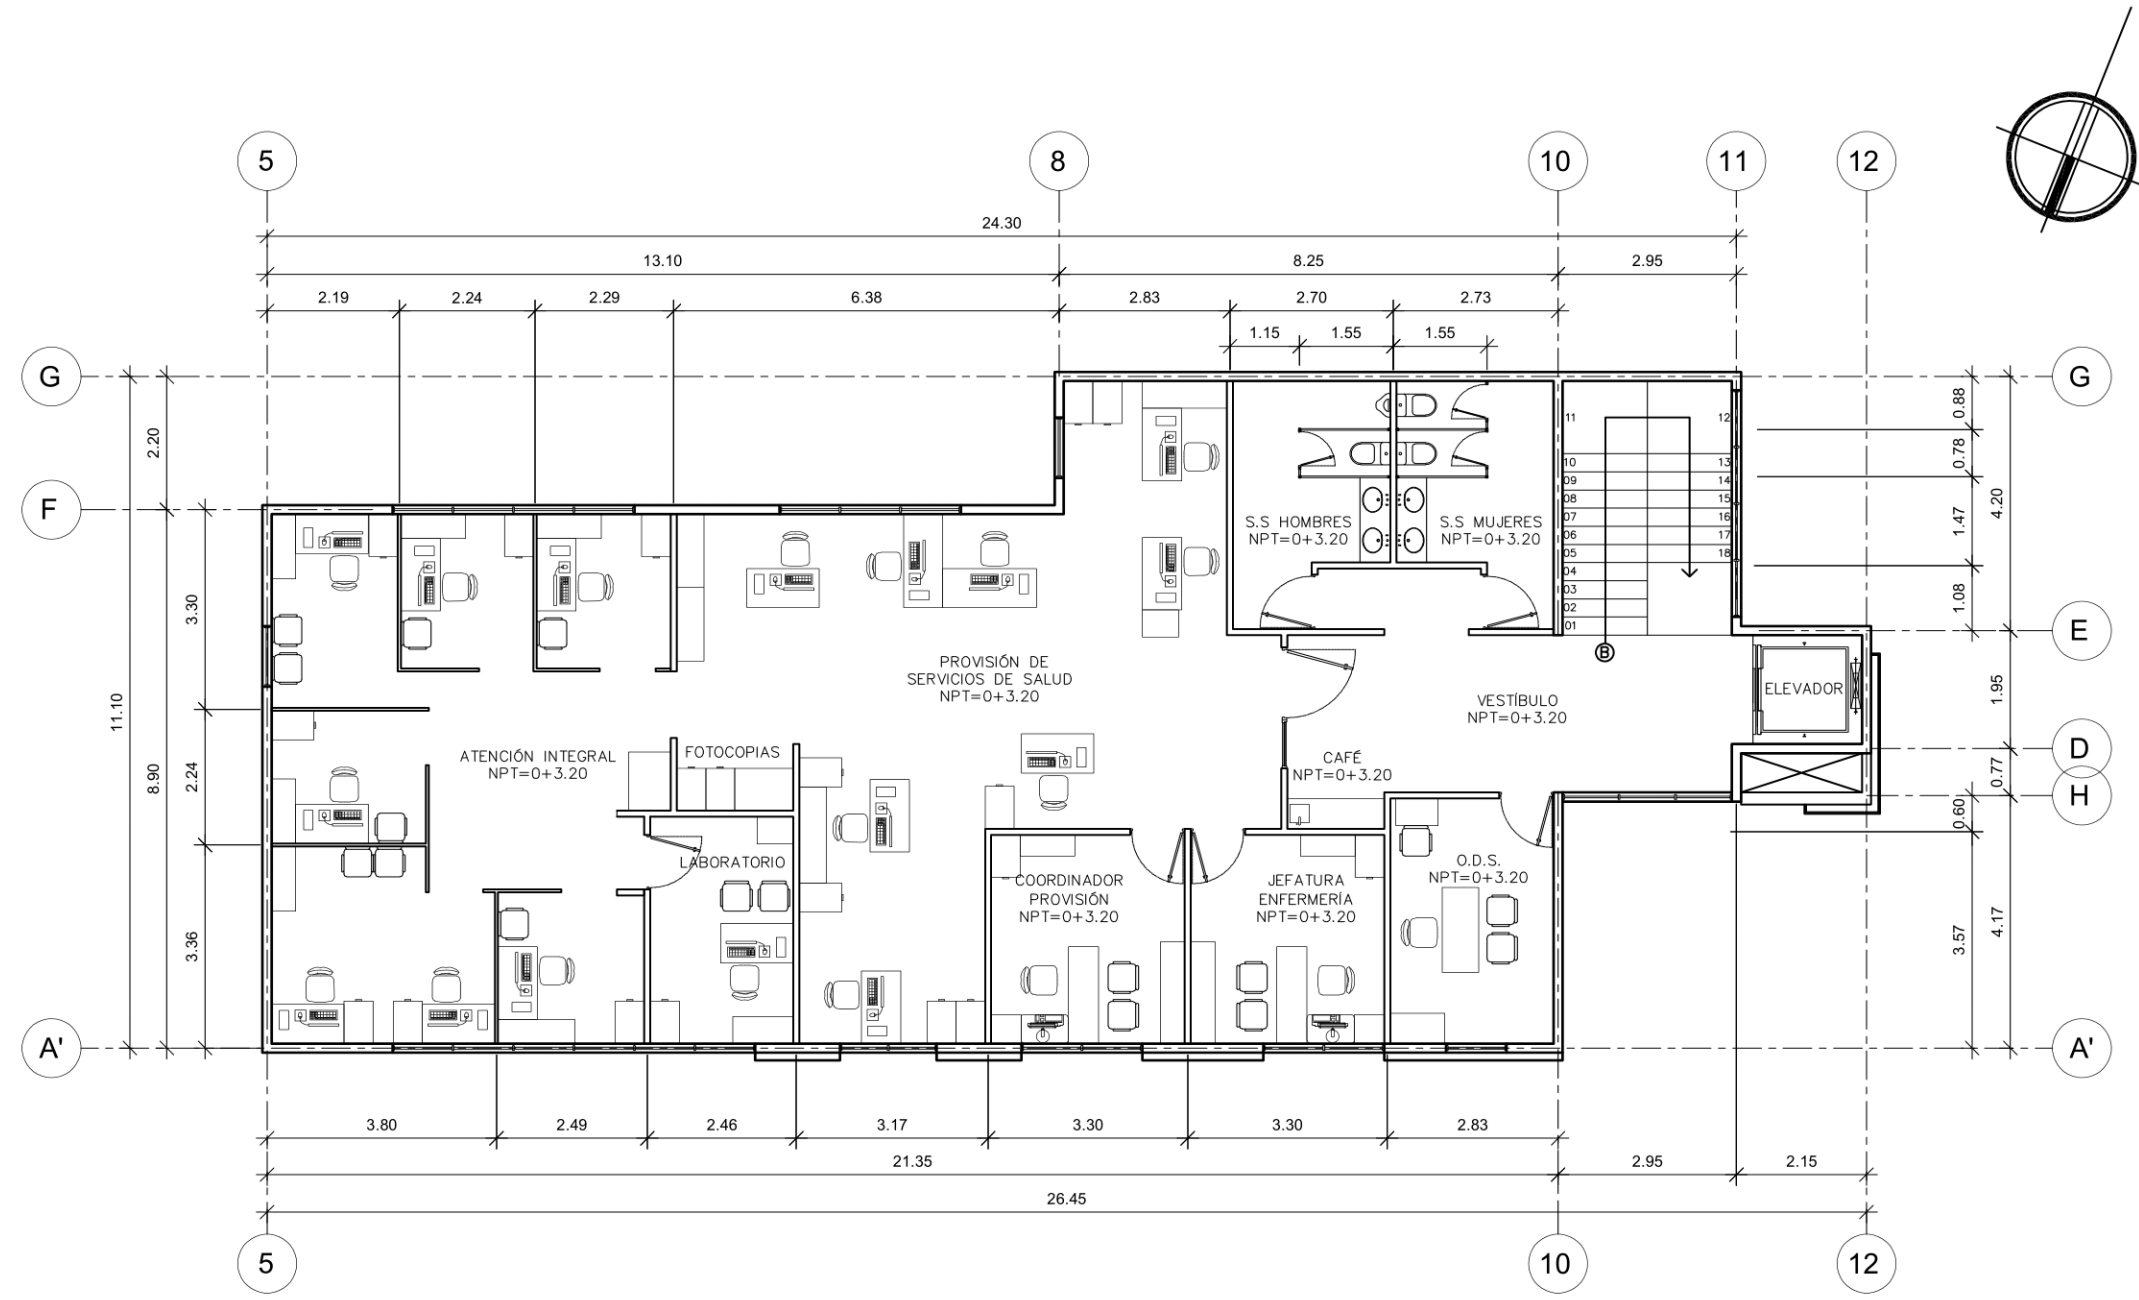 5
8
10
11
12
24.30
13.10
8.25
2.95
2.19
2.24
2.29
6.38
2.83
2.70
2.73
1.15
1.55
1.55
G
G
F
E
D
H
A'
A'
2.20
11.10
8.90
3.30
2.24
3.36
0.88
0.78
1.47
1.08
4.20
1.95
0.77
0.60
3.57
4.17
11
12
10
13
09
14
08
15
07
16
06
17
05
18
04
03
02
01
B
S.S HOMBRES
NPT=0+3.20
S.S MUJERES
NPT=0+3.20
PROVISIÓN DE
SERVICIOS DE SALUD
NPT=0+3.20
VESTÍBULO
NPT=0+3.20
ELEVADOR
ATENCIÓN INTEGRAL
NPT=0+3.20
FOTOCOPIAS
CAFÉ
NPT=0+3.20
LABORATORIO
COORDINADOR
PROVISIÓN
NPT=0+3.20
JEFATURA
ENFERMERÍA
NPT=0+3.20
O.D.S.
NPT=0+3.20
3.80
2.49
2.46
3.17
3.30
3.30
2.83
21.35
2.95
2.15
26.45
5
10
12